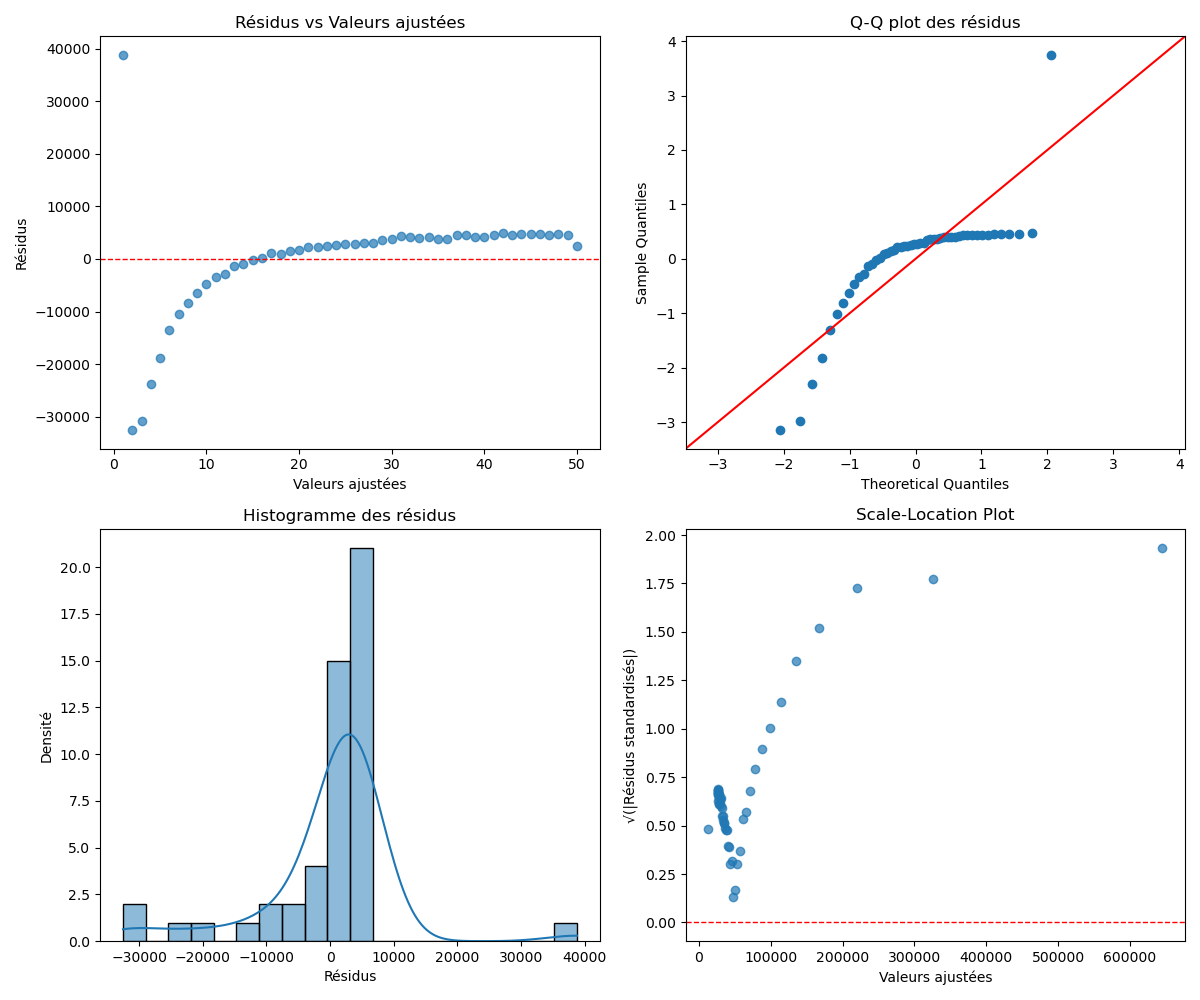 Résidus vs Valeurs ajustées
Résidus
40000
30000
20000
10000
0
−10000
−20000
−30000
0 10 20 30 40 50
Valeurs ajustées
Q-Q plot des résidus
Sample Quantiles
4
3
2
1
0
−1
−2
−3
−3 −2 −1 0 1 2 3 4
Theoretical Quantiles
Histogramme des résidus
Densité
20.0
17.5
15.0
12.5
10.0
7.5
5.0
2.5
0.0
−30000 −20000 −10000 0 10000 20000 30000 40000
Résidus
Scale-Location Plot
√(|Résidus standardisés|)
2.00
1.75
1.50
1.25
1.00
0.75
0.50
0.25
0.00
0 100000 200000 300000 400000 500000 600000
Valeurs ajustées